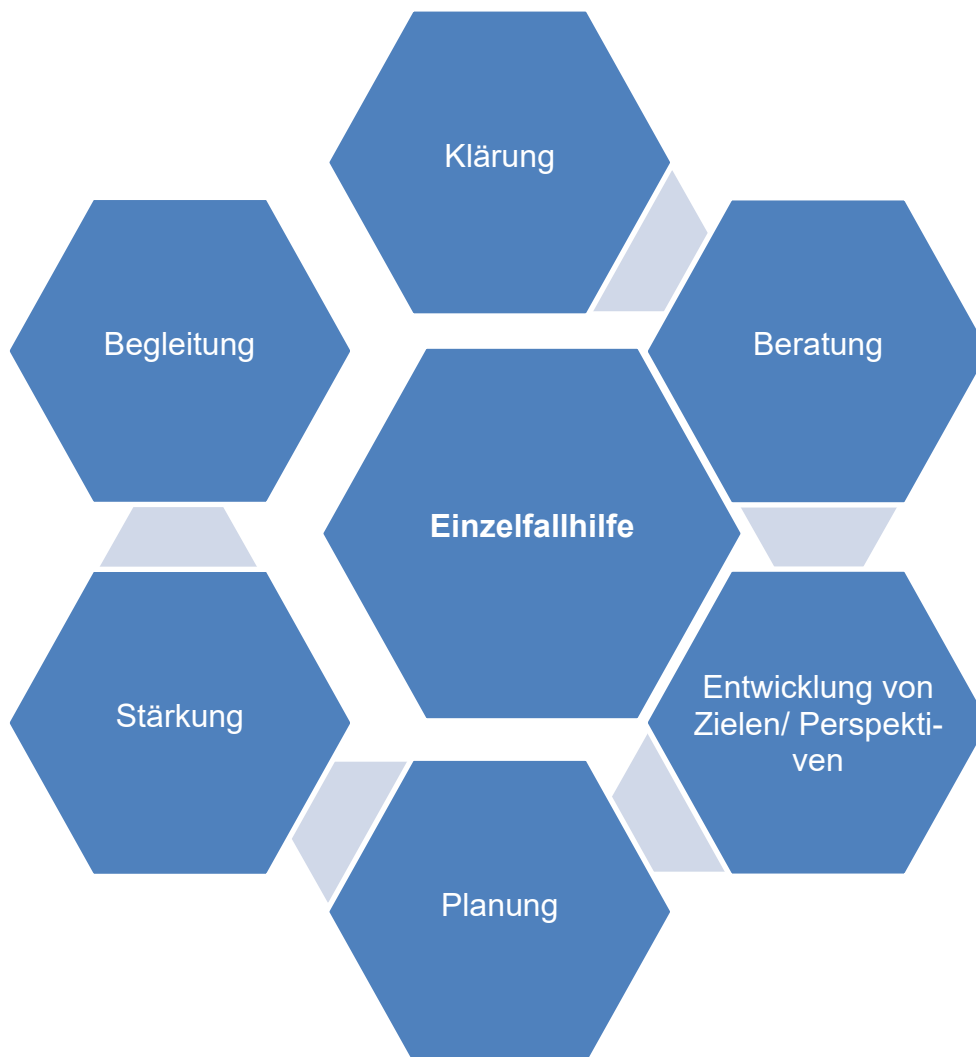 Klärung
Begleitung
Beratung
Einzelfallhilfe
Stärkung
Entwicklung von
Zielen/ Perspekti-
ven
Planung